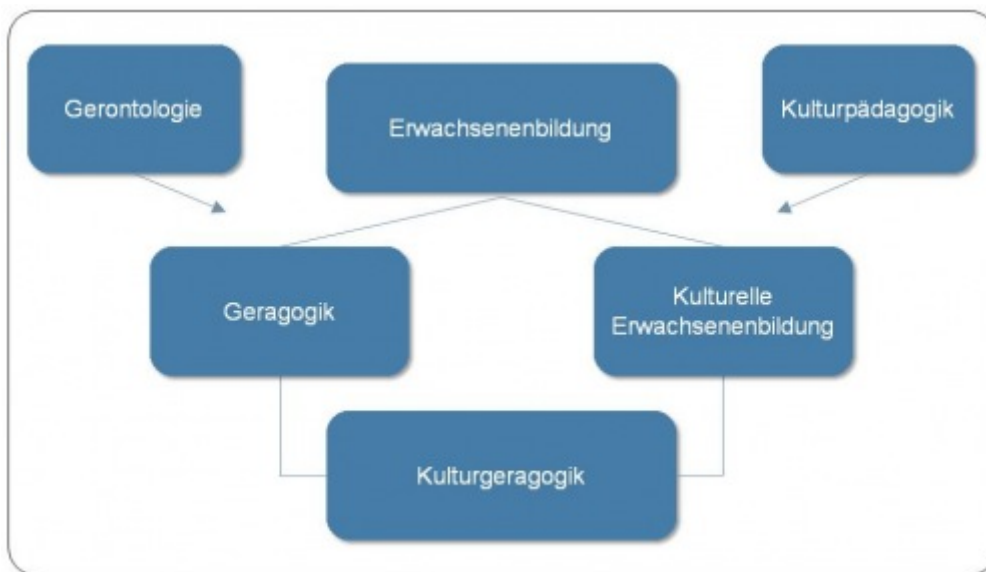 Gerontologie
Erwachsenenbildung
Kulturpädagogik
Geragogik
Kulturelle
Erwachsenenbildung
Kulturgeragogik